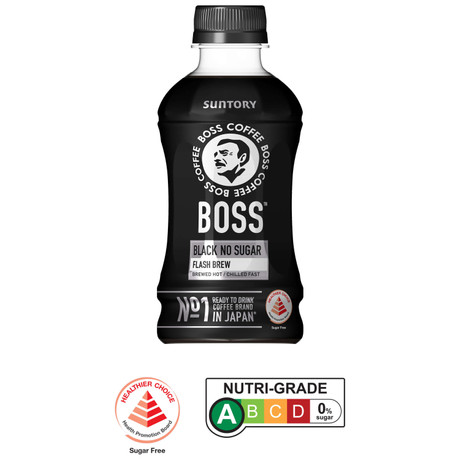 SUNTORY
BOSS COFFEE BOSS COFFEE BOSS COFFEE BOSS COFFEE
BOSS®
BLACK NO SUGAR
FLASH BREW
BREWED HOT / CHILLED FAST
No1
READY TO DRINK
COFFEE BRAND
IN JAPAN*
Sugar Free
HEALTHIER CHOICE
Health Promotion Board
Sugar Free
NUTRI-GRADE
A B C D
0%
sugar